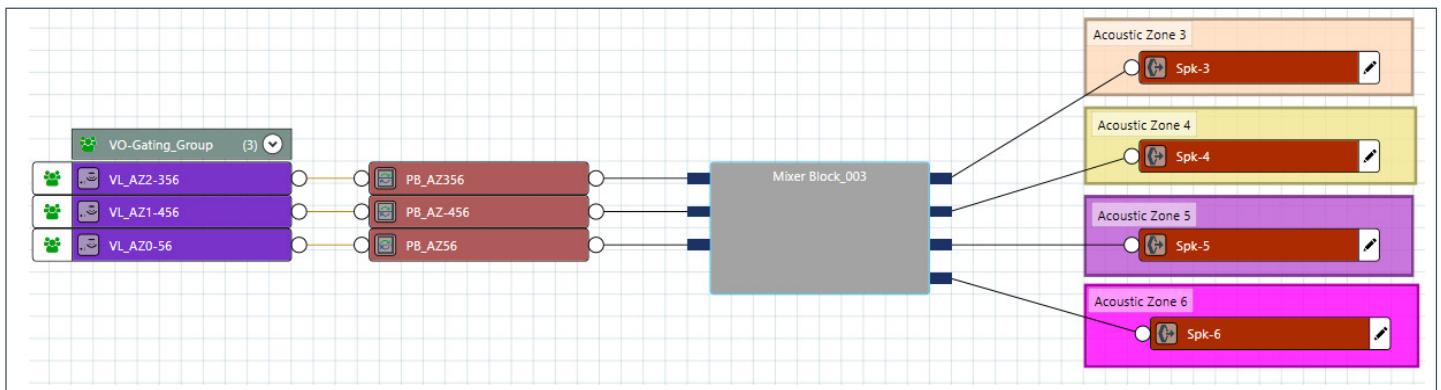 Acoustic Zone 3
Spk-3
Acoustic Zone 4
Spk-4
VO-Gating_Group (3)
VL_AZ2-356 PB_AZ356 Mixer Block_003
VL_AZ1-456 PB_AZ-456
VL_AZ0-56 PB_AZ56
Acoustic Zone 5
Spk-5
Acoustic Zone 6
Spk-6